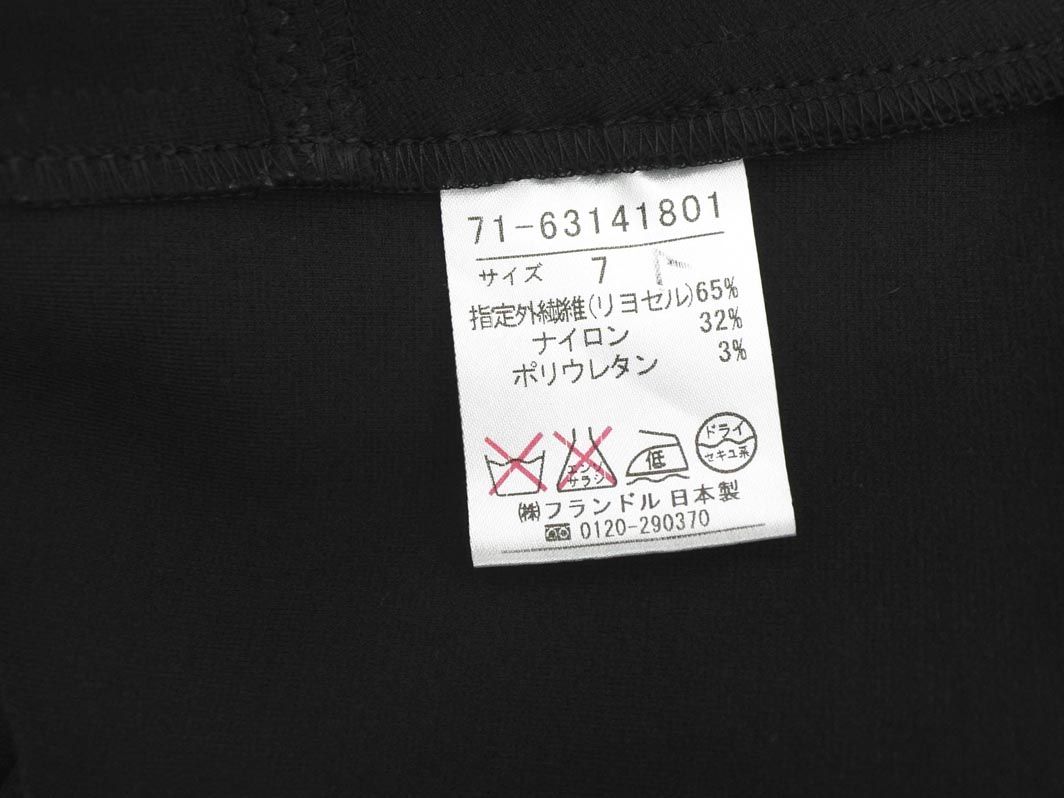 71-63141801
サイズ 7
指定外繊維(リヨセル)65%
ナイロン 32%
ポリウレタン 3%
エンソサラシ
低
ドライ
セキユ系
㈱フランドル 日本製
0120-290370